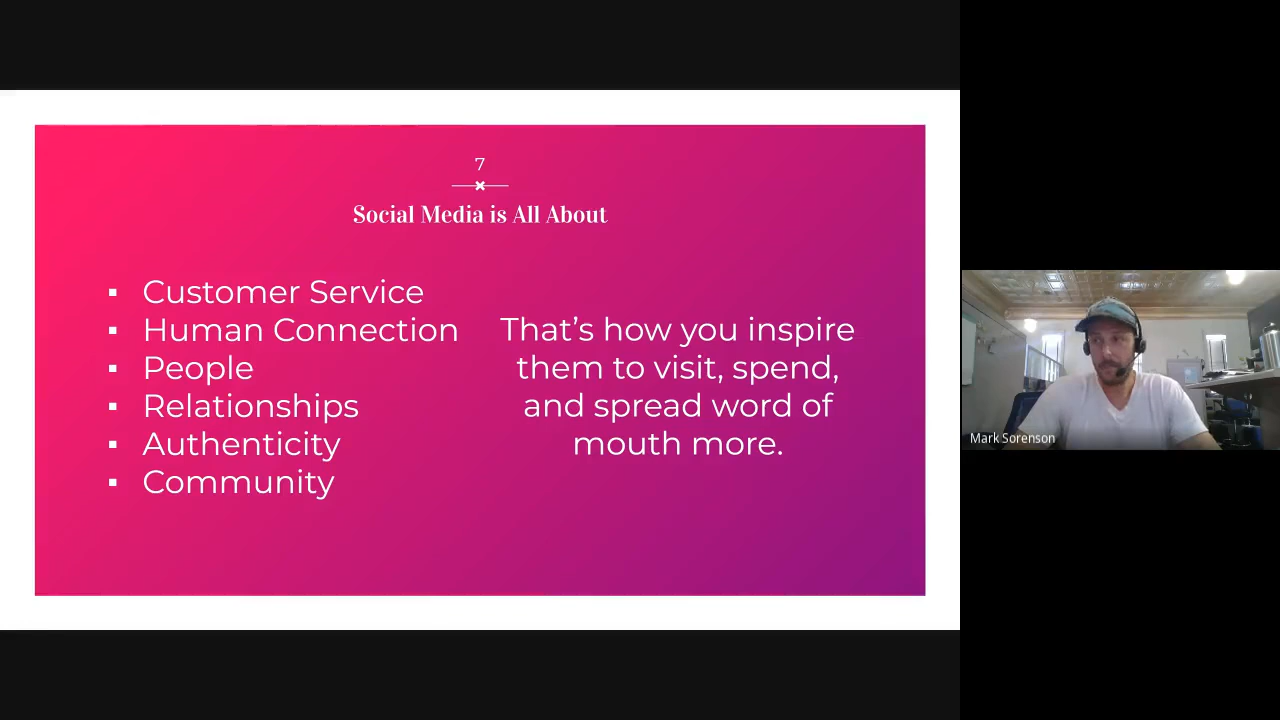 7
Social Media is All About
▪ Customer Service
▪ Human Connection
▪ People
▪ Relationships
▪ Authenticity
▪ Community
That’s how you inspire
them to visit, spend,
and spread word of
mouth more.
Mark Sorenson